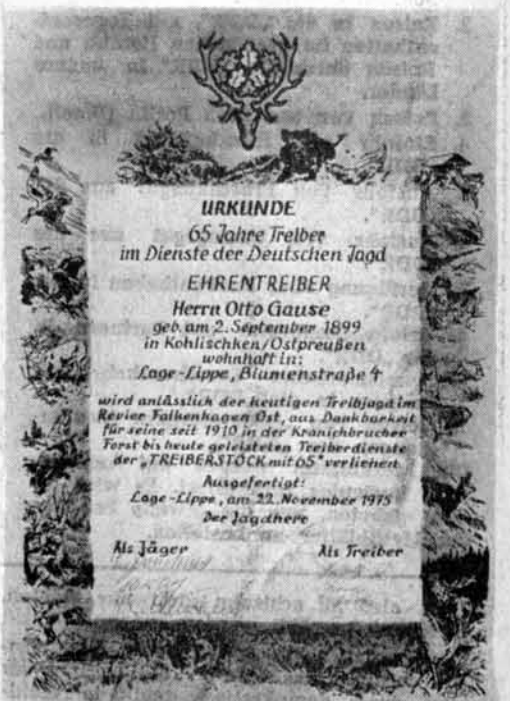 URKUNDE
65 Jahre Treiber
im Dienste der Deutschen Jagd
EHRENTREIBER
Herrn Otto Gause
geb. am 2. September 1899
in Kohlischken/Ostpreußen
wohnhaft in:
Lage-Lippe, Blumenstraße 4
wird anlässlich der heutigen Treibjagd im
Revier Falkenhagen Ost, aus Dankbarkeit
für seine seit 1910 in der Kranichbrucher
Forst bis heute geleisteten Treiberdienste
der „TREIBERSTOCK mit 65" verliehen
Ausgefertigt:
Lage-Lippe, am 22. November 1975
Der Jagdherr
Als Jäger Als Treiber